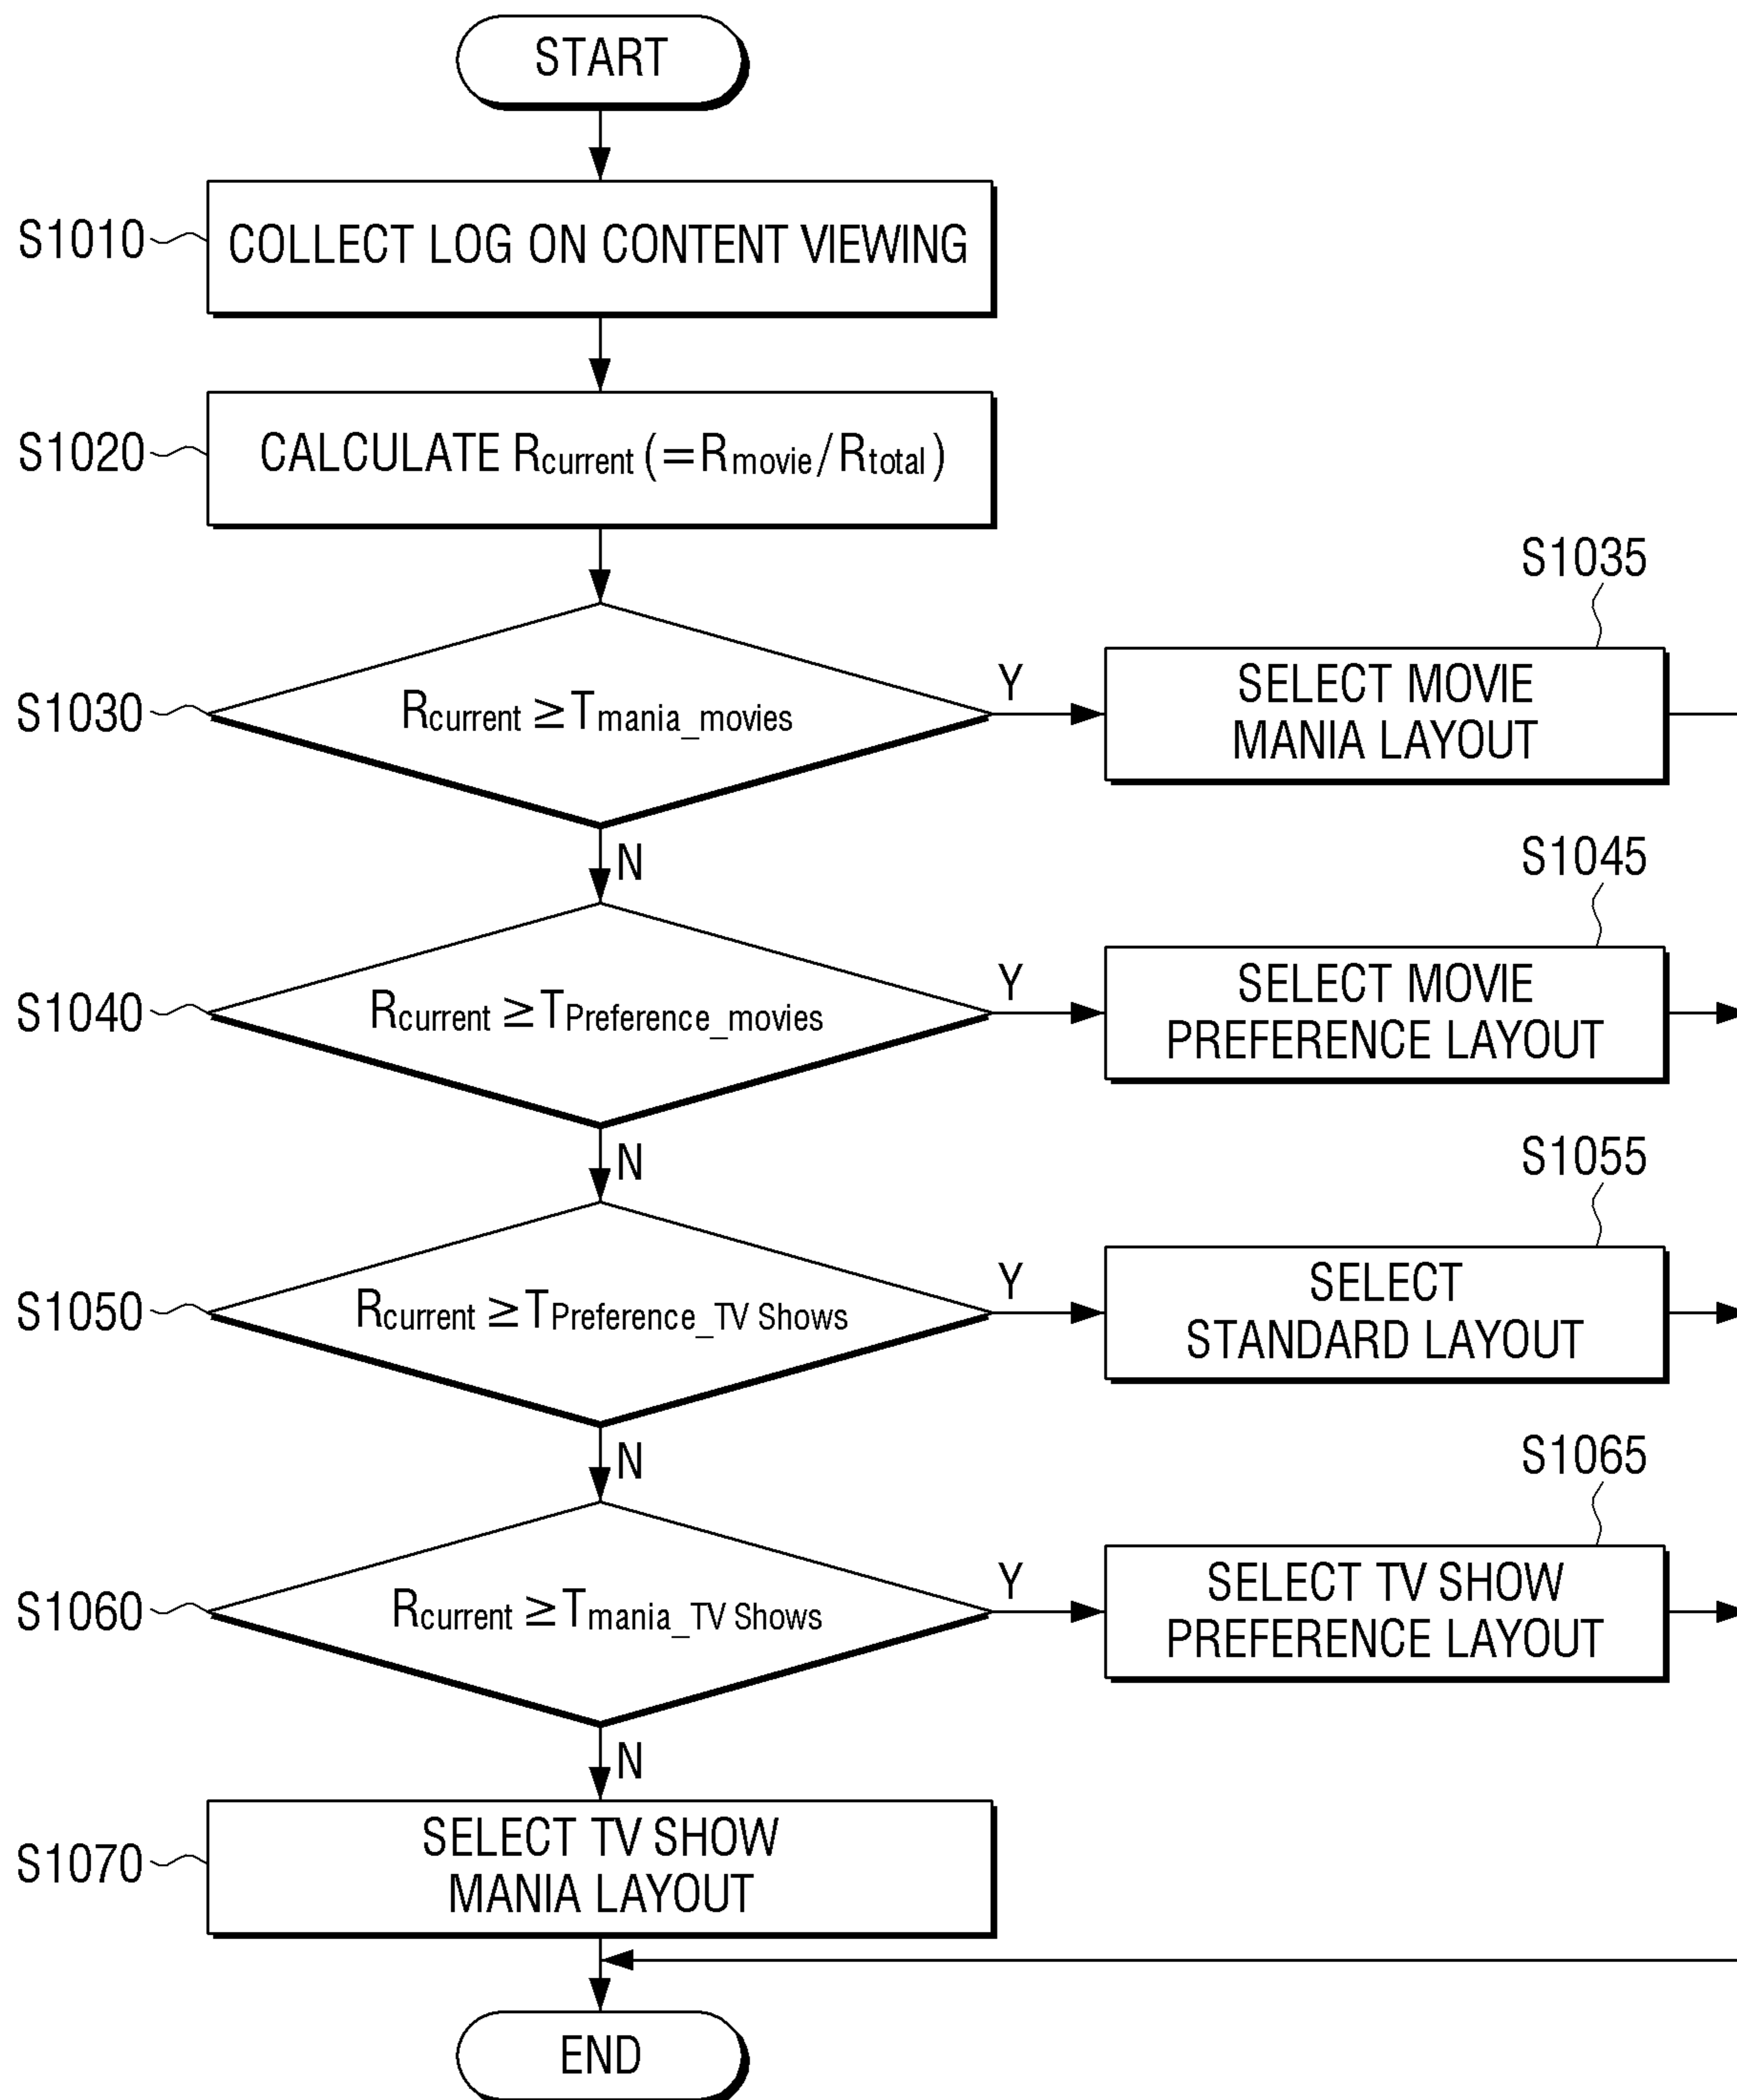 START
S1010
COLLECT LOG ON CONTENT VIEWING
S1020
CALCULATE Rcurrent (=Rmovie/Rtotal)
S1030
Rcurrent ≥Tmania_movies
Y
S1035
SELECT MOVIE
MANIA LAYOUT
N
S1040
Rcurrent ≥TPreference_movies
Y
S1045
SELECT MOVIE
PREFERENCE LAYOUT
N
S1050
Rcurrent ≥TPreference_TV Shows
Y
S1055
SELECT
STANDARD LAYOUT
N
S1060
Rcurrent ≥Tmania_TV Shows
Y
S1065
SELECT TV SHOW
PREFERENCE LAYOUT
N
S1070
SELECT TV SHOW
MANIA LAYOUT
END